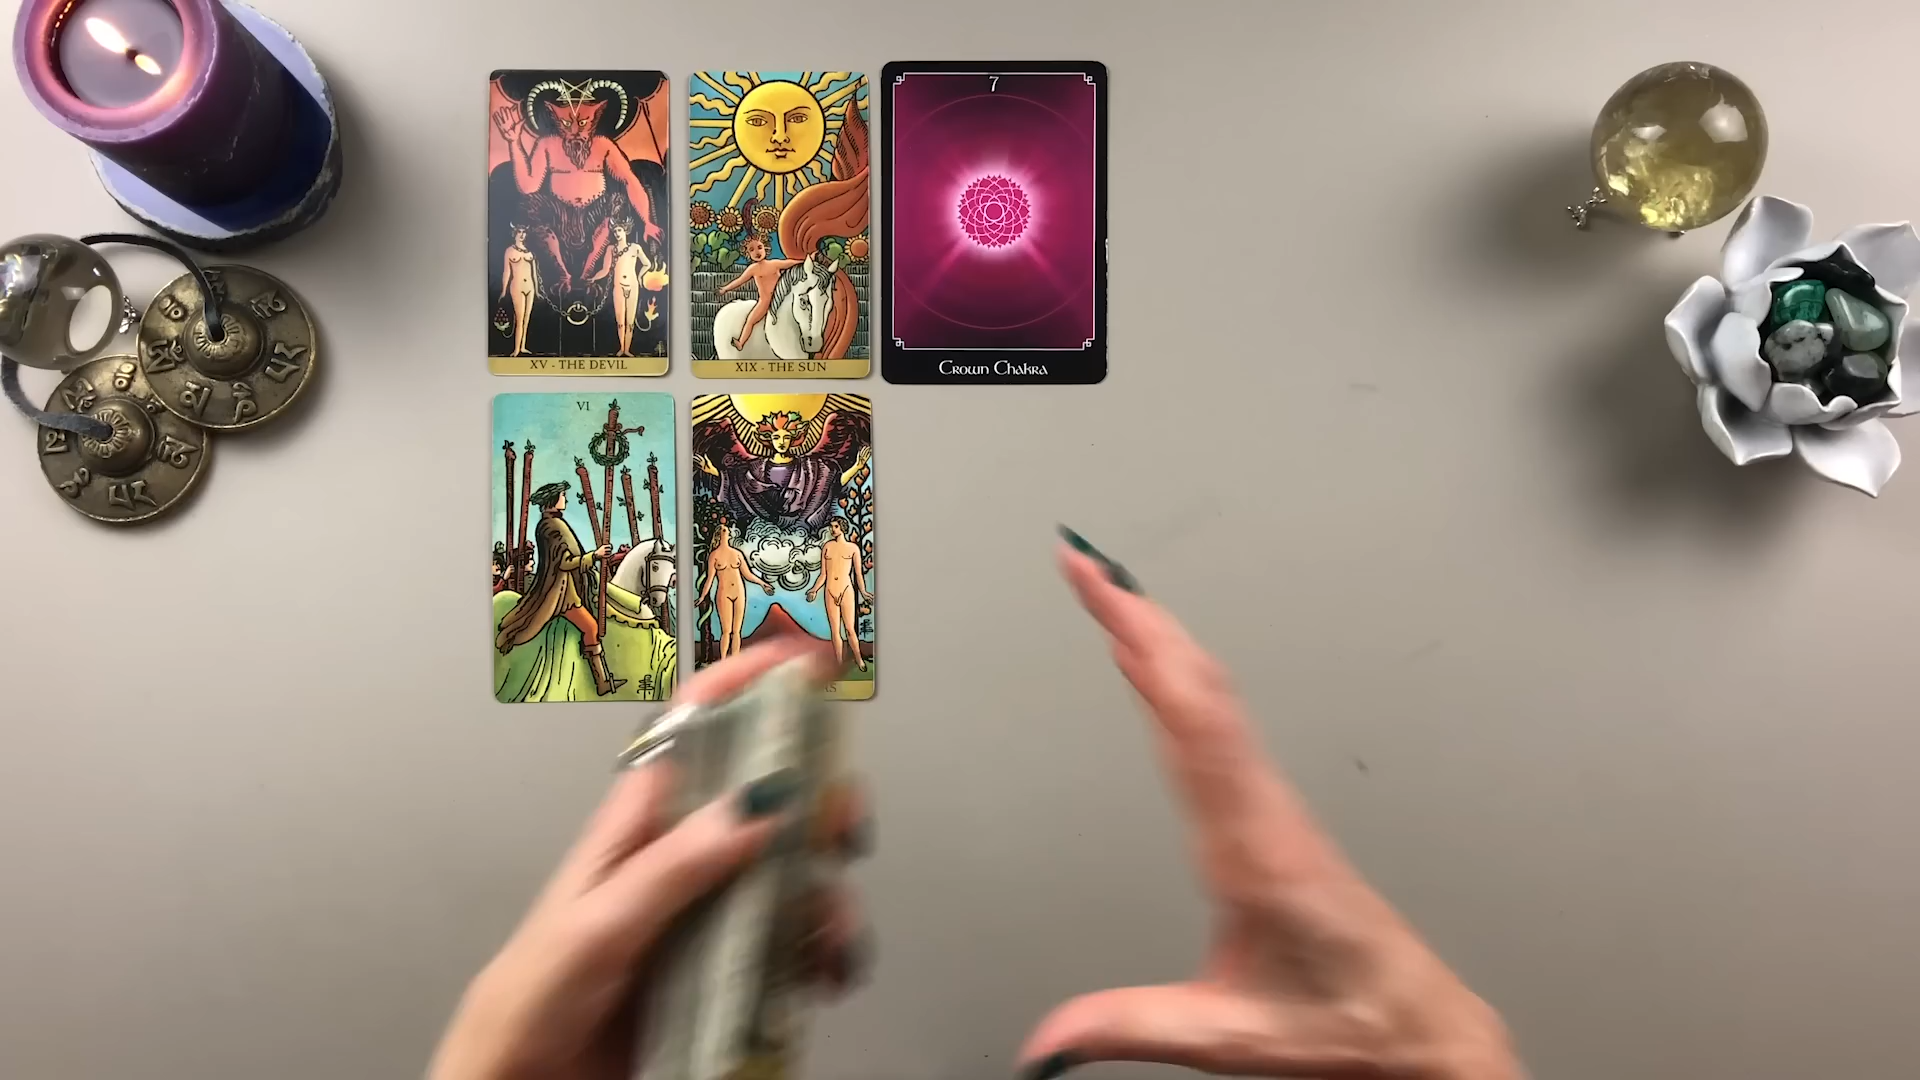 7
XV - THE DEVIL
XIX - THE SUN
Crown Chakra
VI